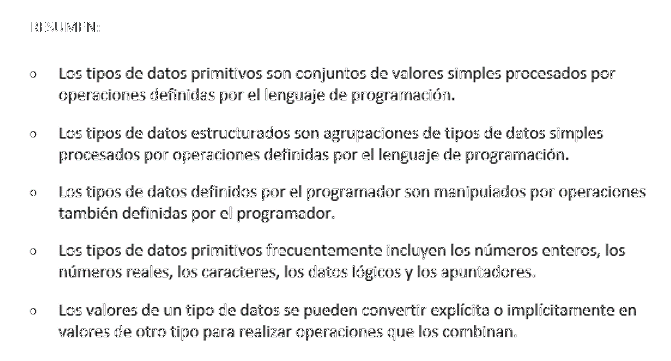 RESUMEN:
○ Los tipos de datos primitivos son conjuntos de valores simples procesados por
operaciones definidas por el lenguaje de programación.
○ Los tipos de datos estructurados son agrupaciones de tipos de datos simples
procesados por operaciones definidas por el lenguaje de programación.
○ Los tipos de datos definidos por el programador son manipulados por operaciones
también definidas por el programador.
○ Los tipos de datos primitivos frecuentemente incluyen los números enteros, los
números reales, los caracteres, los datos lógicos y los apuntadores.
○ Los valores de un tipo de datos se pueden convertir explícita o implícitamente en
valores de otro tipo para realizar operaciones que los combinan.